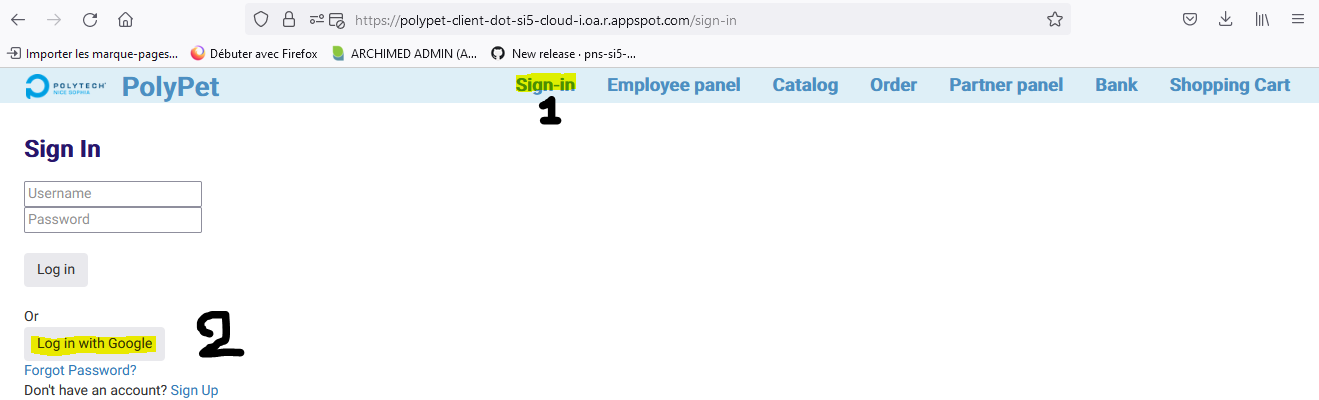 https://polypet-client-dot-si5-cloud-i.oa.r.appspot.com/sign-in
Importer les marque-pages... Débuter avec Firefox ARCHIMED ADMIN (A... New release · pns-si5-...
POLYTECH' NICE SOPHIA PolyPet Sign-in Employee panel Catalog Order Partner panel Bank Shopping Cart
1
Sign In
Username
Password
Log in
Or
Log in with Google 2
Forgot Password?
Don't have an account? Sign Up